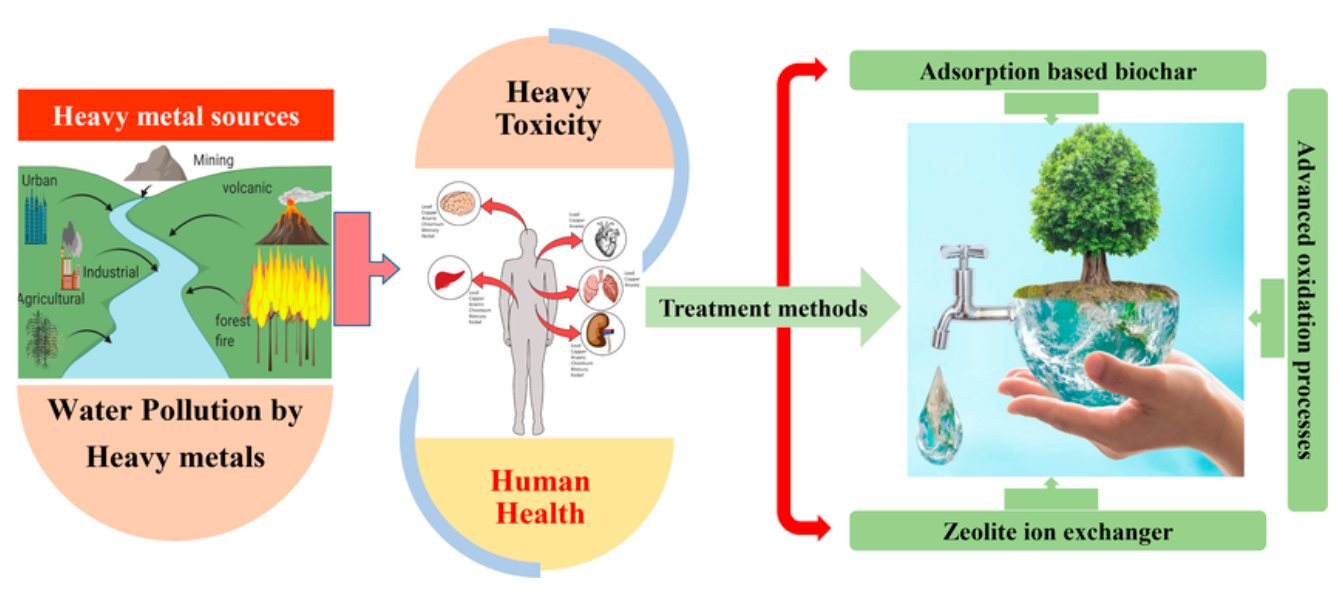 Heavy metal sources
Mining
Urban
volcanic
Industrial
Agricultural
forest
fire
Water Pollution by
Heavy metals
Heavy
Toxicity
Lead
Copper
Arsenic
Chromium
Mercury
Nickel
Lead
Copper
Arsenic
Lead
Copper
Arsenic
Lead
Copper
Arsenic
Chromium
Mercury
Nickel
Lead
Copper
Arsenic
Chromium
Mercury
Nickel
Human
Health
Treatment methods
Adsorption based biochar
Advanced oxidation processes
Zeolite ion exchanger